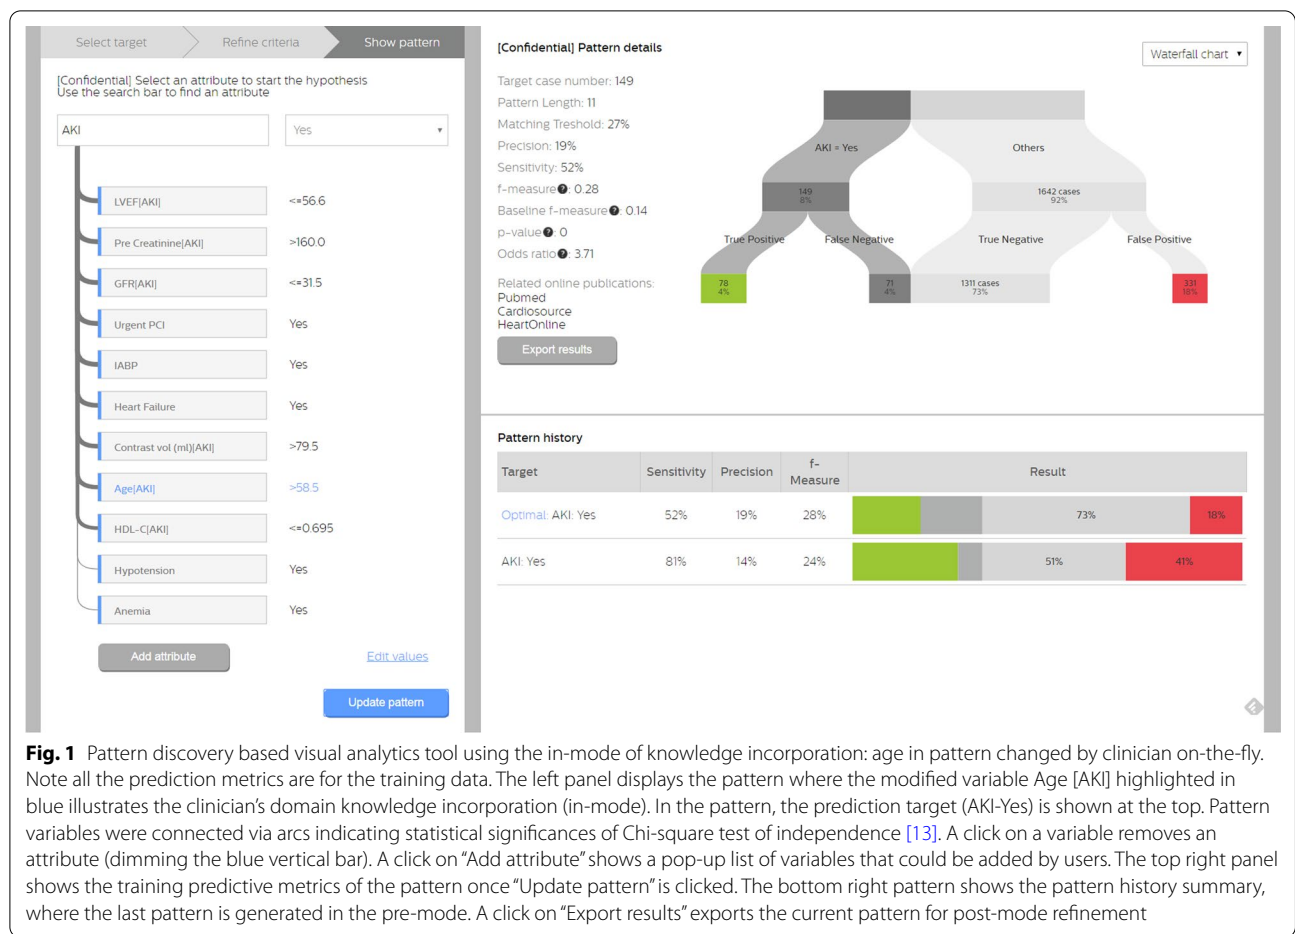 Select target
Refine criteria
Show pattern
[Confidential] Select an attribute to start the hypothesis
Use the search bar to find an attribute
AKI
Yes
LVEF[AKI] <=56.6
Pre Creatinine[AKI] >160.0
GFR[AKI] <=31.5
Urgent PCI Yes
IABP Yes
Heart Failure Yes
Contrast vol (ml)[AKI] >79.5
Age[AKI] >58.5
HDL-C[AKI] <=0.695
Hypotension Yes
Anemia Yes
Add attribute
Edit values
Update pattern
[Confidential] Pattern details
Waterfall chart
Target case number: 149
Pattern Length: 11
Matching Treshold: 27%
Precision: 19%
Sensitivity: 52%
f-measure?: 0.28
Baseline f-measure?: 0.14
p-value?: 0
Odds ratio?: 3.71
Related online publications:
Pubmed
Cardiosource
HeartOnline
Export results
AKI = Yes
Others
149
8%
1642 cases
92%
True Positive
False Negative
True Negative
False Positive
78
4%
71
4%
1311 cases
73%
331
18%
Pattern history
Target Sensitivity Precision f-
Measure
Result
Optimal: AKI: Yes 52% 19% 28% 73% 18%
AKI: Yes 81% 14% 24% 51% 41%
Fig. 1 Pattern discovery based visual analytics tool using the in-mode of knowledge incorporation: age in pattern changed by clinician on-the-fly.
Note all the prediction metrics are for the training data. The left panel displays the pattern where the modified variable Age [AKI] highlighted in
blue illustrates the clinician's domain knowledge incorporation (in-mode). In the pattern, the prediction target (AKI-Yes) is shown at the top. Pattern
variables were connected via arcs indicating statistical significances of Chi-square test of independence [13]. A click on a variable removes an
attribute (dimming the blue vertical bar). A click on "Add attribute" shows a pop-up list of variables that could be added by users. The top right panel
shows the training predictive metrics of the pattern once "Update pattern" is clicked. The bottom right pattern shows the pattern history summary,
where the last pattern is generated in the pre-mode. A click on "Export results" exports the current pattern for post-mode refinement